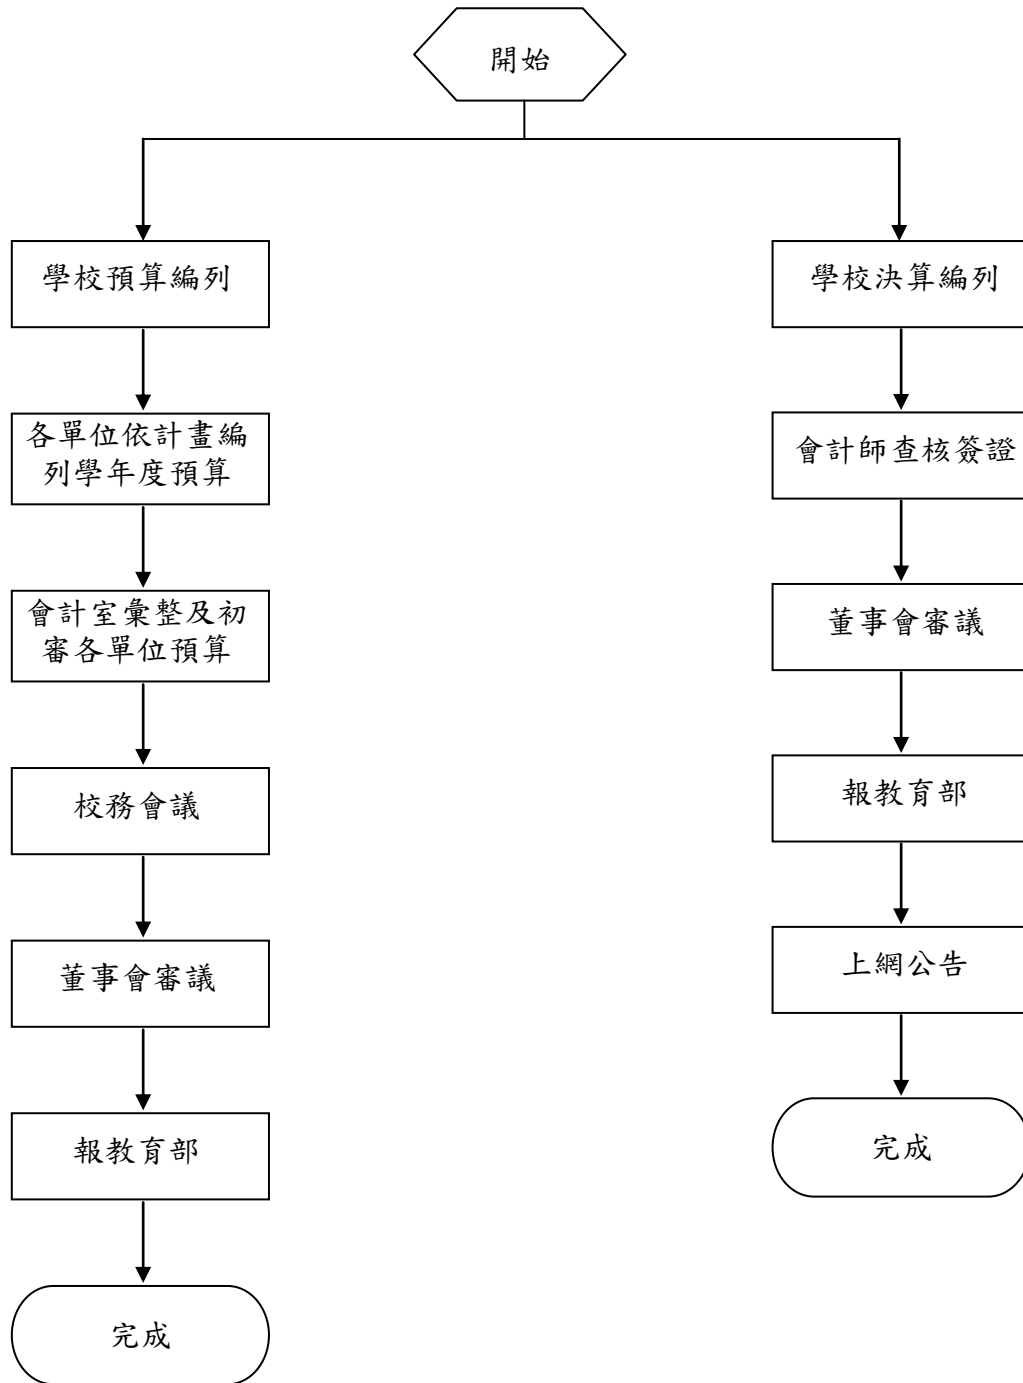 開始
學校預算編列
各單位依計畫編
列學年度預算
會計室彙整及初
審各單位預算
校務會議
董事會審議
報教育部
完成
學校決算編列
會計師查核簽證
董事會審議
報教育部
上網公告
完成